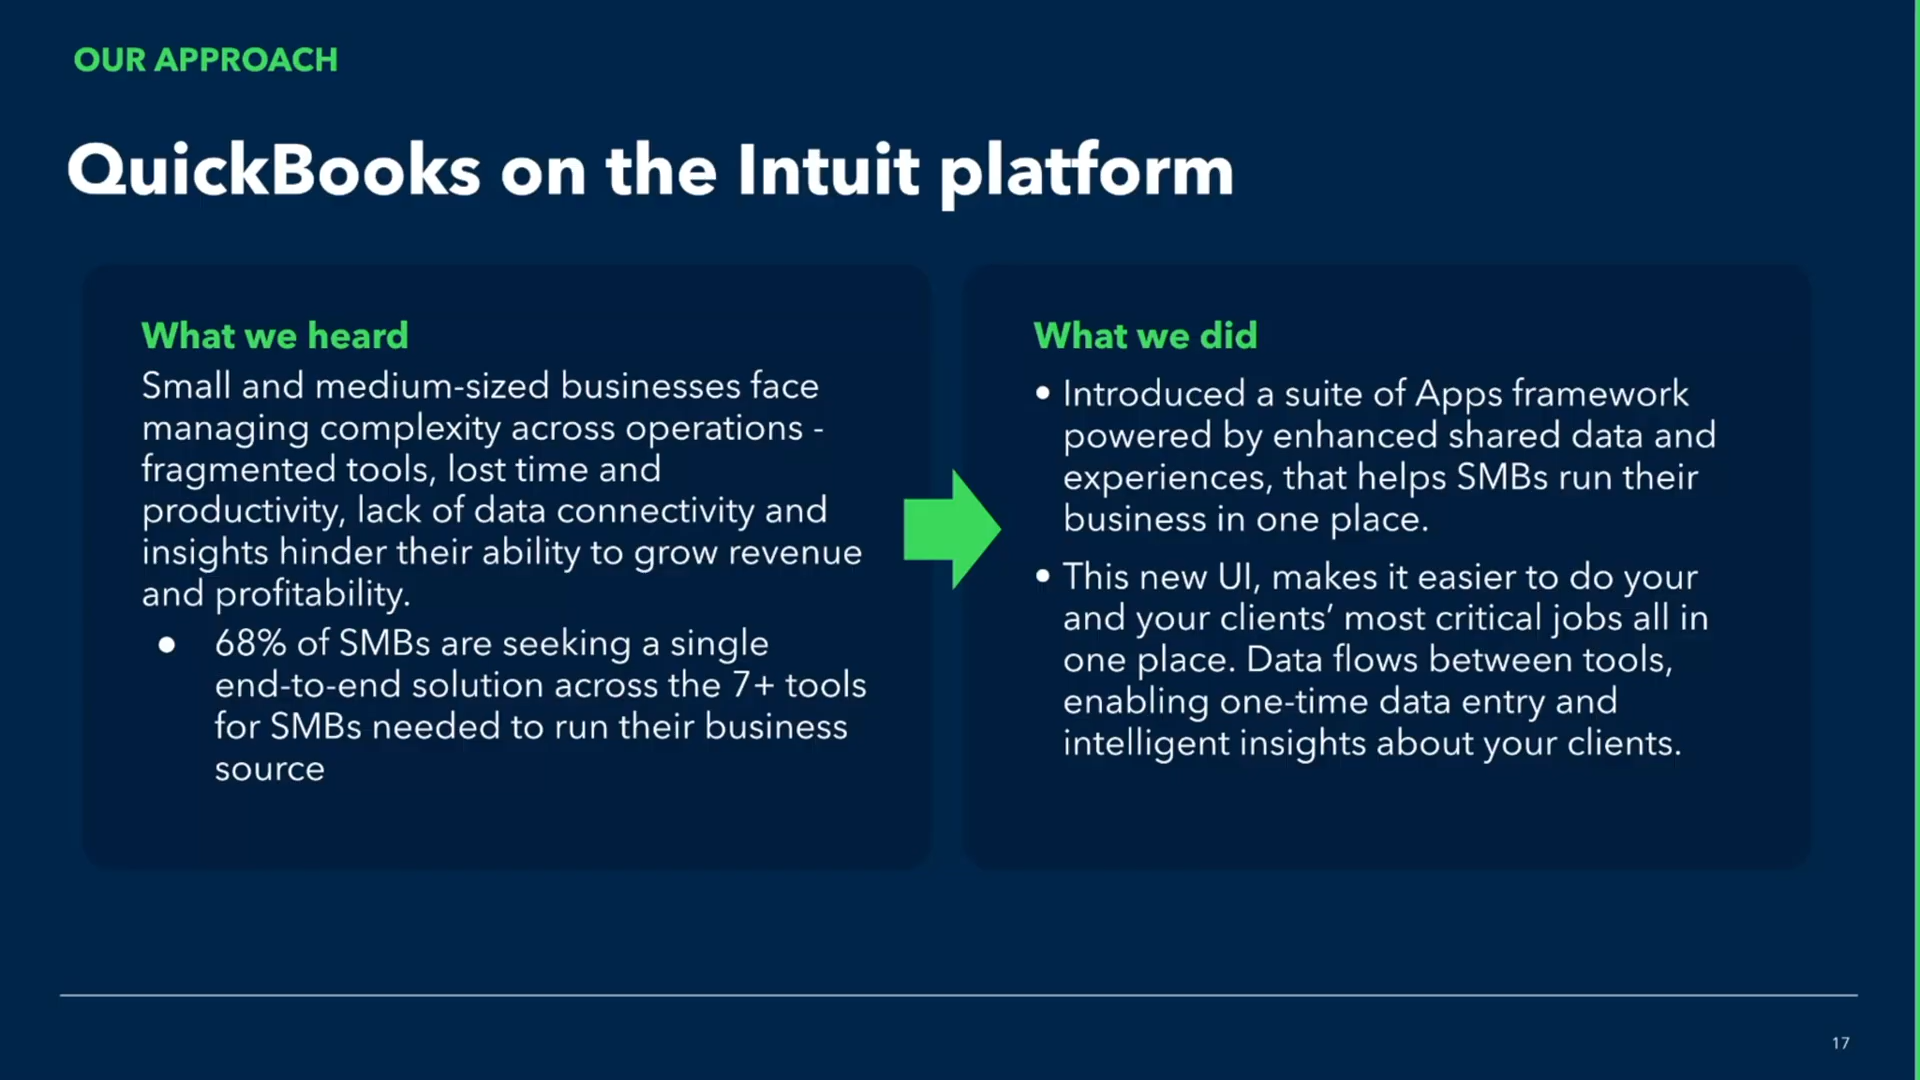 OUR APPROACH
QuickBooks on the Intuit platform
What we heard
Small and medium-sized businesses face
managing complexity across operations -
fragmented tools, lost time and
productivity, lack of data connectivity and
insights hinder their ability to grow revenue
and profitability.
● 68% of SMBs are seeking a single
end-to-end solution across the 7+ tools
for SMBs needed to run their business
source
What we did
• Introduced a suite of Apps framework
powered by enhanced shared data and
experiences, that helps SMBs run their
business in one place.
• This new UI, makes it easier to do your
and your clients’ most critical jobs all in
one place. Data flows between tools,
enabling one-time data entry and
intelligent insights about your clients.
17